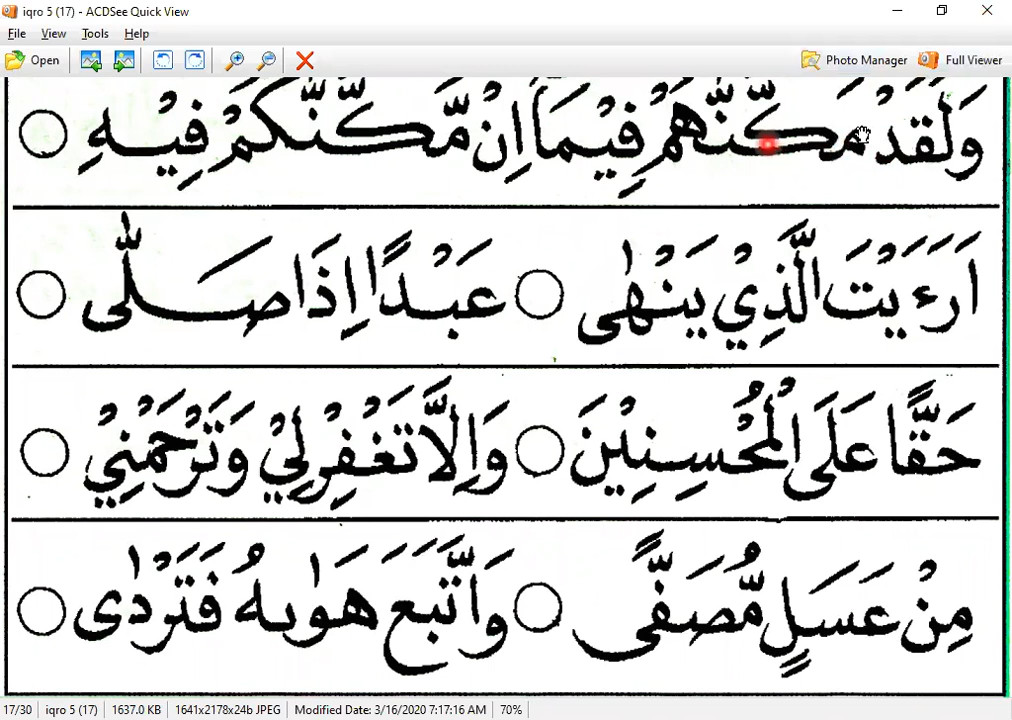 iqro 5 (17) - ACDSee Quick View
File View Tools Help
Open Photo Manager Full Viewer
وَلَقَدْ مَكَّنّٰهُمْ فِيْمَآ اِنْ مَّكَّنّٰكُمْ فِيْهِ
اَرَءَيْتَ الَّذِيْ يَنْهٰى عَبْدًا اِذَا صَلّٰى
حَقًّا عَلَى الْمُحْسِنِيْنَ وَاِلَّا تَغْفِرْلِيْ وَتَرْحَمْنِيْ
مِنْ عَسَلٍ مُّصَفًّى وَاتَّبَعَ هَوٰىهُ فَتَرْدٰى
17/30 iqro 5 (17) 1637.0 KB 1641x2178x24b JPEG Modified Date: 3/16/2020 7:17:16 AM 70%